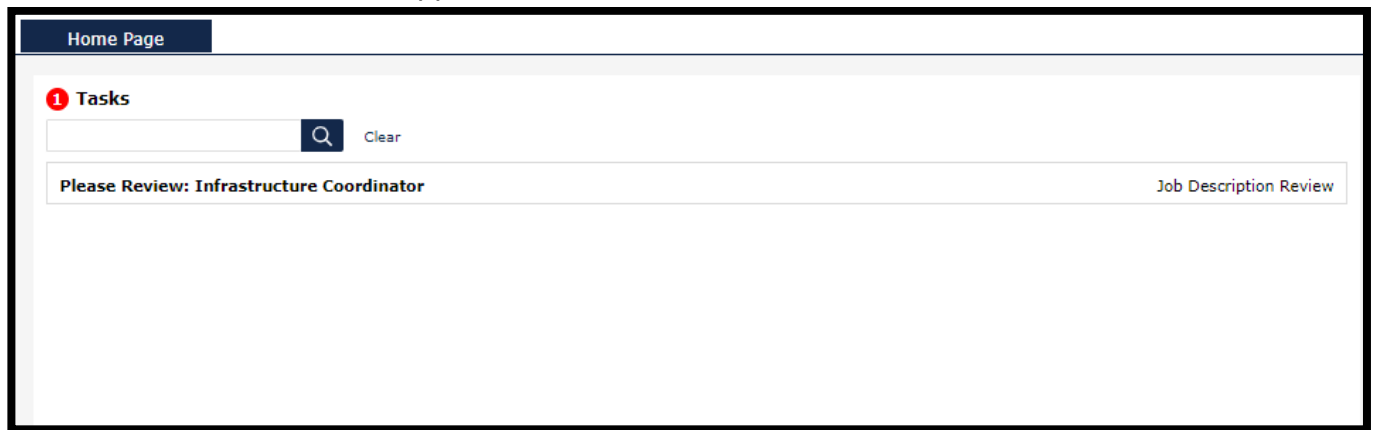 Home Page
1 Tasks
Clear
Please Review: Infrastructure Coordinator Job Description Review